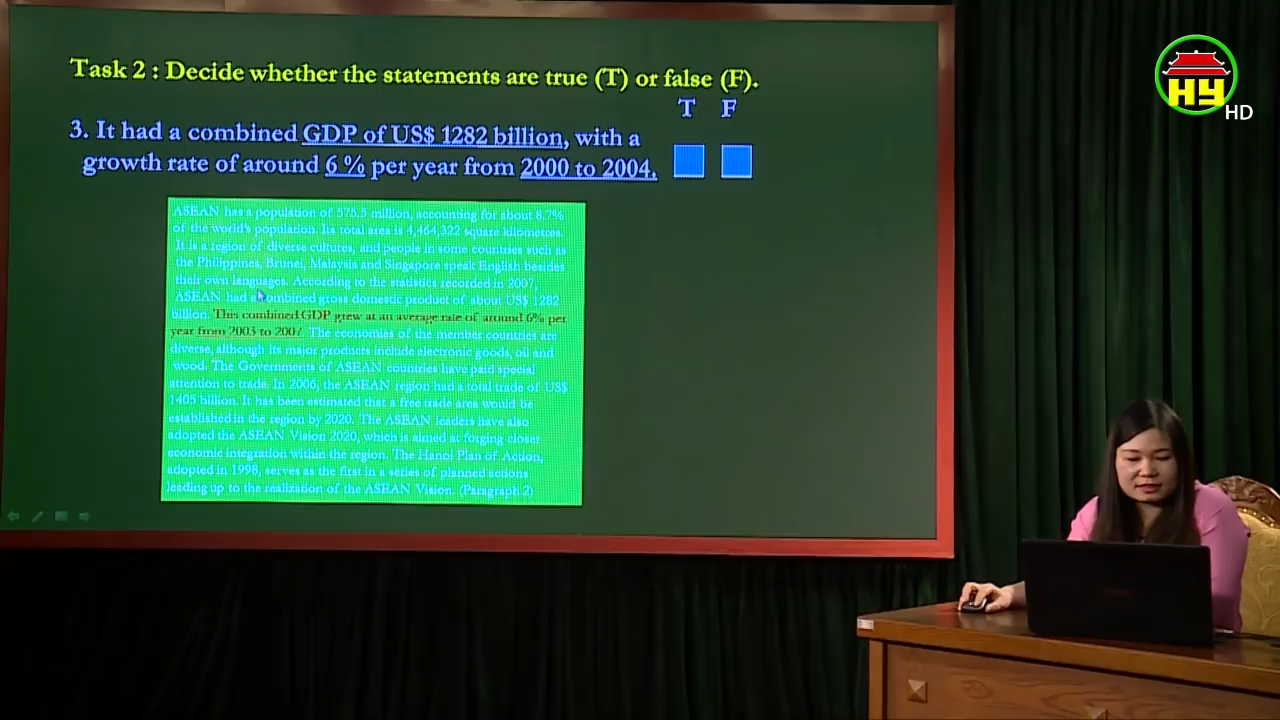 Task 2 : Decide whether the statements are true (T) or false (F).
T F
3. It had a combined GDP of US$ 1282 billion, with a
growth rate of around 6 % per year from 2000 to 2004.
ASEAN has a population of 575.5 million, accounting for about 8.7%
of the world's population. Its total area is 4,464,322 square kilometres.
It is a region of diverse cultures, and people in some countries such as
the Philippines, Brunei, Malaysia and Singapore speak English besides
their own languages. According to the statistics recorded in 2007,
ASEAN had a combined gross domestic product of about US$ 1282
billion. This combined GDP grew at an average rate of around 6% per
year from 2003 to 2007. The economies of the member countries are
diverse, although its major products include electronic goods, oil and
wood. The Governments of ASEAN countries have paid special
attention to trade. In 2006, the ASEAN region had a total trade of US$
1405 billion. It has been estimated that a free trade area would be
established in the region by 2020. The ASEAN leaders have also
adopted the ASEAN Vision 2020, which is aimed at forging closer
economic integration within the region. The Hanoi Plan of Action,
adopted in 1998, serves as the first in a series of planned actions
leading up to the realization of the ASEAN Vision. (Paragraph 2)
HY
HD